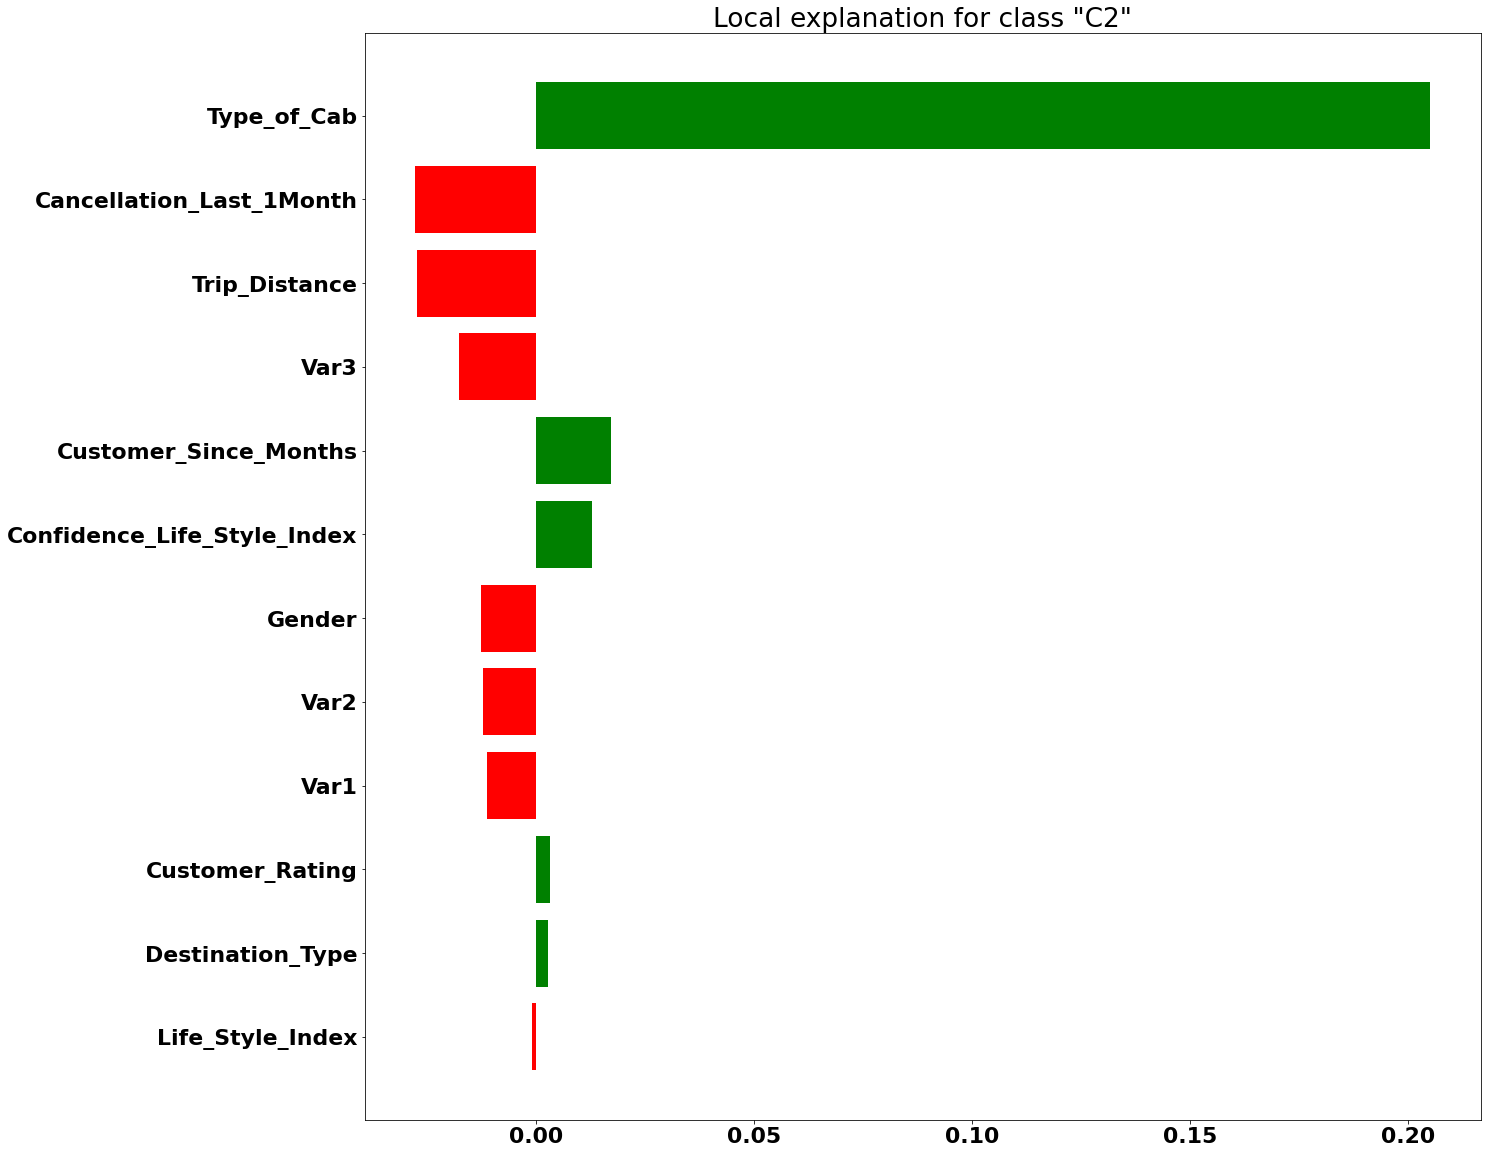 Local explanation for class "C2"
Type_of_Cab
Cancellation_Last_1Month
Trip_Distance
Var3
Customer_Since_Months
Confidence_Life_Style_Index
Gender
Var2
Var1
Customer_Rating
Destination_Type
Life_Style_Index
0.00 0.05 0.10 0.15 0.20